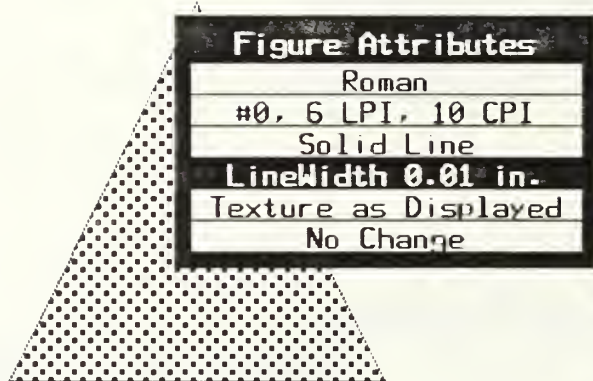 Figure Attributes
Roman
#0, 6 LPI, 10 CPI
Solid Line
LineWidth 0.01 in.
Texture as Displayed
No Change